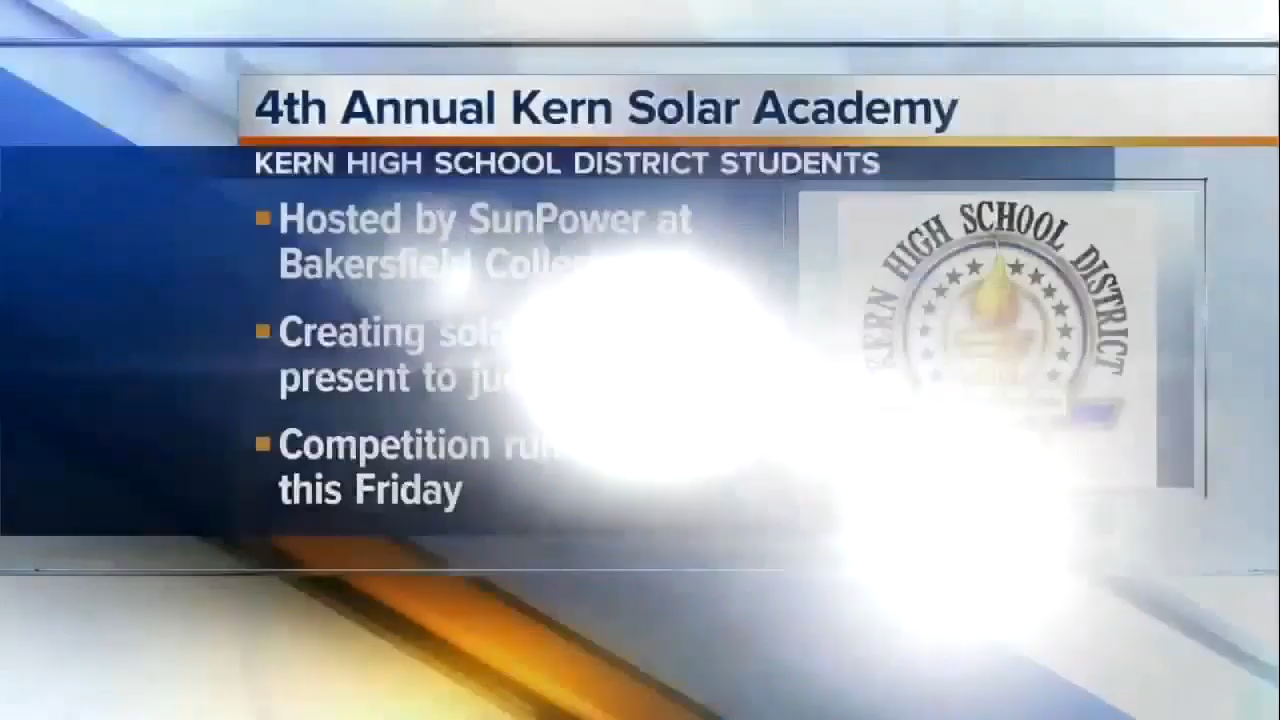 4th Annual Kern Solar Academy
KERN HIGH SCHOOL DISTRICT STUDENTS
Hosted by SunPower at
Bakersfield
Creating
present to
Competition
this Friday
KERN HIGH SCHOOL DISTRICT